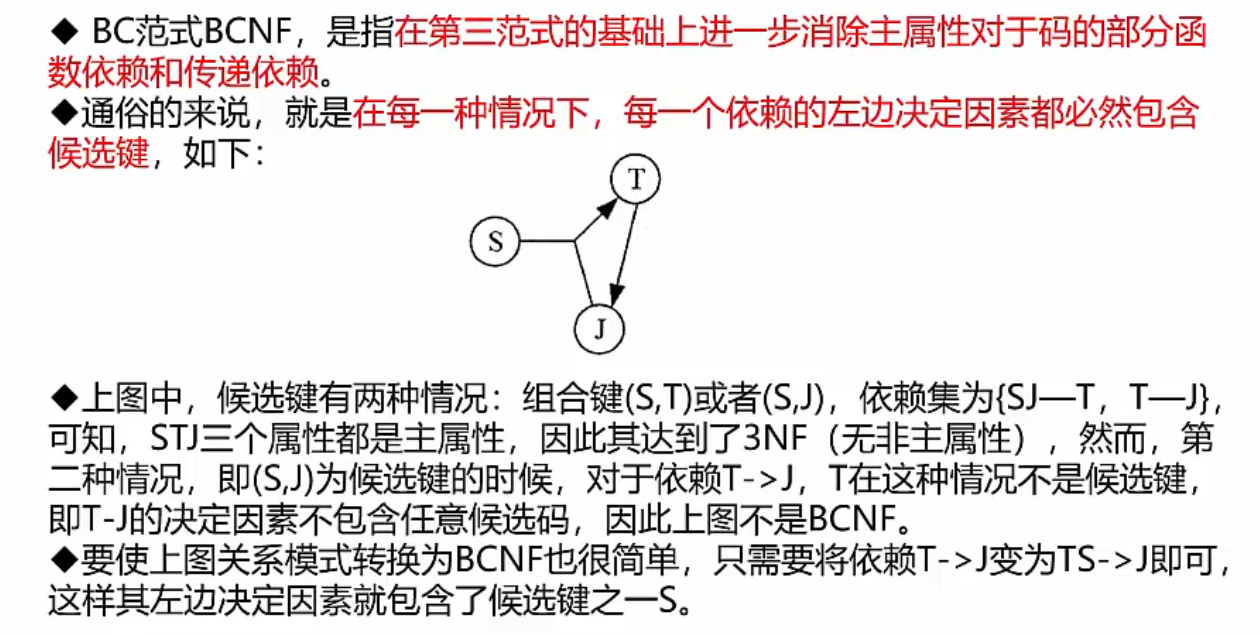 ◆ BC范式BCNF，是指在第三范式的基础上进一步消除主属性对于码的部分函
数依赖和传递依赖。
◆通俗的来说，就是在每一种情况下，每一个依赖的左边决定因素都必然包含
候选键，如下：
T
S
J
◆上图中，候选键有两种情况：组合键(S,T)或者(S,J)，依赖集为{SJ—T，T—J}，
可知，STJ三个属性都是主属性，因此其达到了3NF（无非主属性），然而，第
二种情况，即(S,J)为候选键的时候，对于依赖T->J，T在这种情况不是候选键，
即T-J的决定因素不包含任意候选码，因此上图不是BCNF。
◆要使上图关系模式转换为BCNF也很简单，只需要将依赖T->J变为TS->J即可，
这样其左边决定因素就包含了候选键之一S。